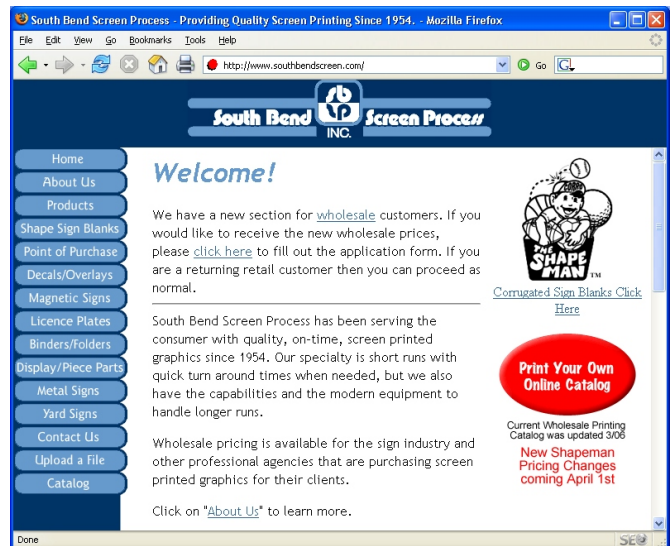 South Bend Screen Process - Providing Quality Screen Printing Since 1954. - Mozilla Firefox
File Edit View Go Bookmarks Tools Help
http://www.southbendscreen.com/ Go G
sbsp
South Bend Screen Process
INC.
Home
About Us
Products
Shape Sign Blanks
Point of Purchase
Decals/Overlays
Magnetic Signs
Licence Plates
Binders/Folders
Display/Piece Parts
Metal Signs
Yard Signs
Contact Us
Upload a File
Catalog
Welcome!
We have a new section for wholesale customers. If you
would like to receive the new wholesale prices,
please click here to fill out the application form. If you
are a returning retail customer then you can proceed as
normal.
South Bend Screen Process has been serving the
consumer with quality, on-time, screen printed
graphics since 1954. Our specialty is short runs with
quick turn around times when needed, but we also
have the capabilities and the modern equipment to
handle longer runs.
Wholesale pricing is available for the sign industry and
other professional agencies that are purchasing screen
printed graphics for their clients.
Click on "About Us" to learn more.
THE
SHAPE
MAN TM
Corrugated Sign Blanks Click
Here
Print Your Own
Online Catalog
Current Wholesale Printing
Catalog was updated 3/06
New Shapeman
Pricing Changes
coming April 1st
Done
SEO